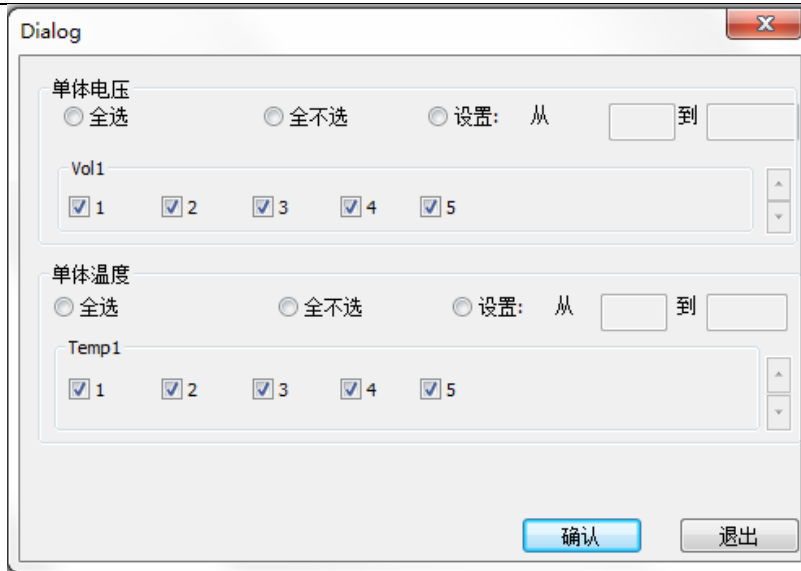 Dialog
单体电压
全选 全不选 设置: 从 到
Vol1
1 2 3 4 5
单体温度
全选 全不选 设置: 从 到
Temp1
1 2 3 4 5
确认 退出